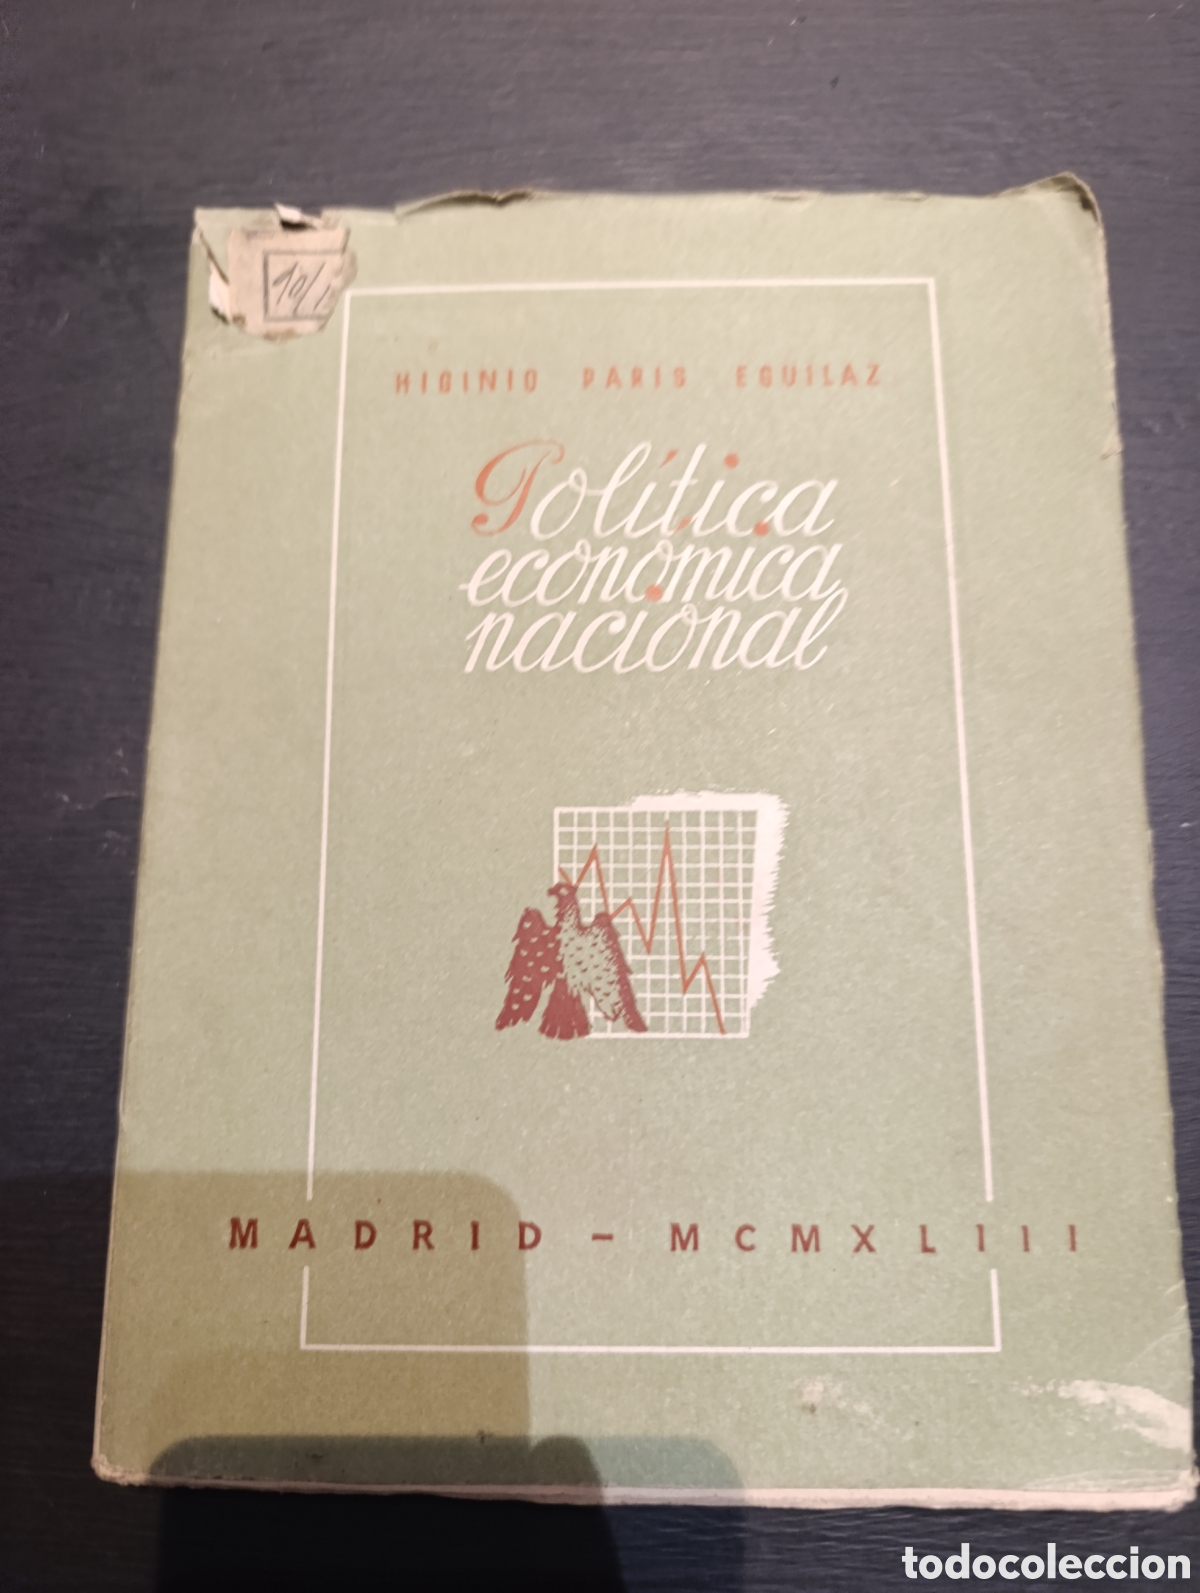 HIGINIO PARIS EGUILAZ
Política
económica
nacional
MADRID - MCMXLIII
todocoleccion